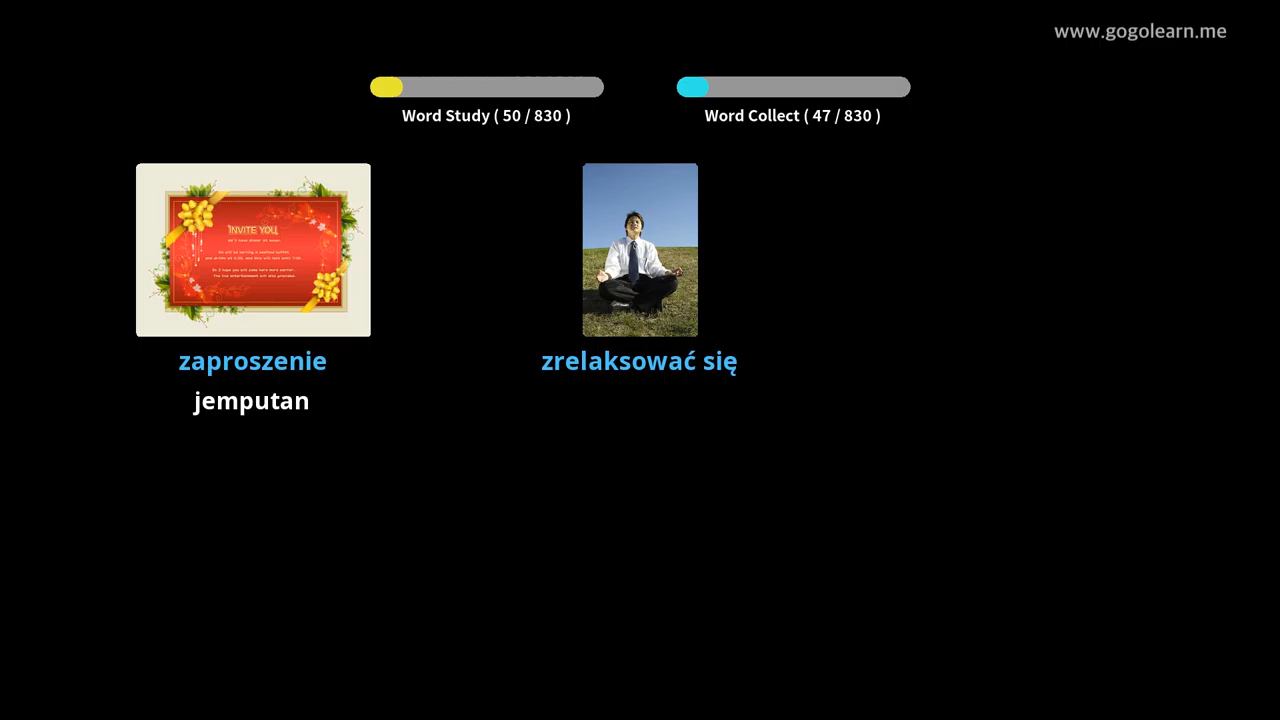 www.gogolearn.me
Word Study ( 50 / 830 )
Word Collect ( 47 / 830 )
INVITE YOU
zaproszenie
zrelaksować się
jemputan